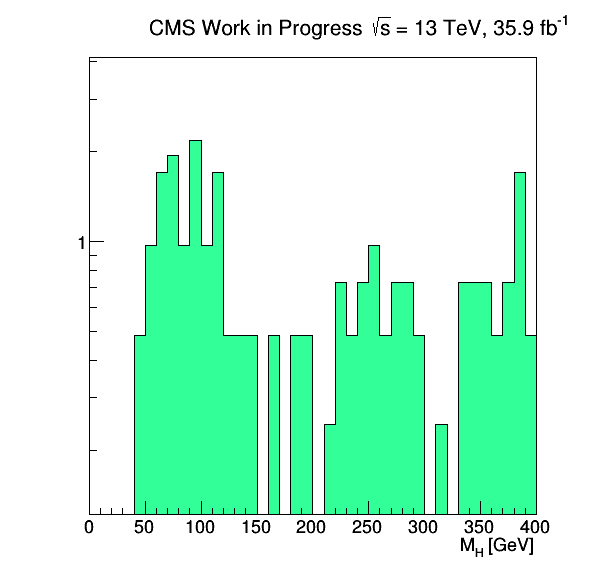 CMS Work in Progress √s = 13 TeV, 35.9 fb⁻¹
1
0 50 100 150 200 250 300 350 400
M_H [GeV]